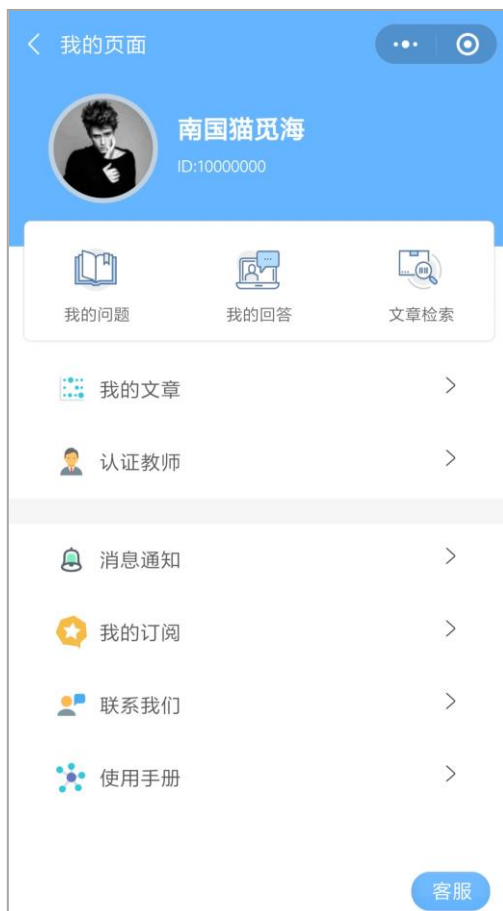 我的页面
南国猫觅海
ID:10000000
我的问题 我的回答 文章检索
我的文章
认证教师
消息通知
我的订阅
联系我们
使用手册
客服